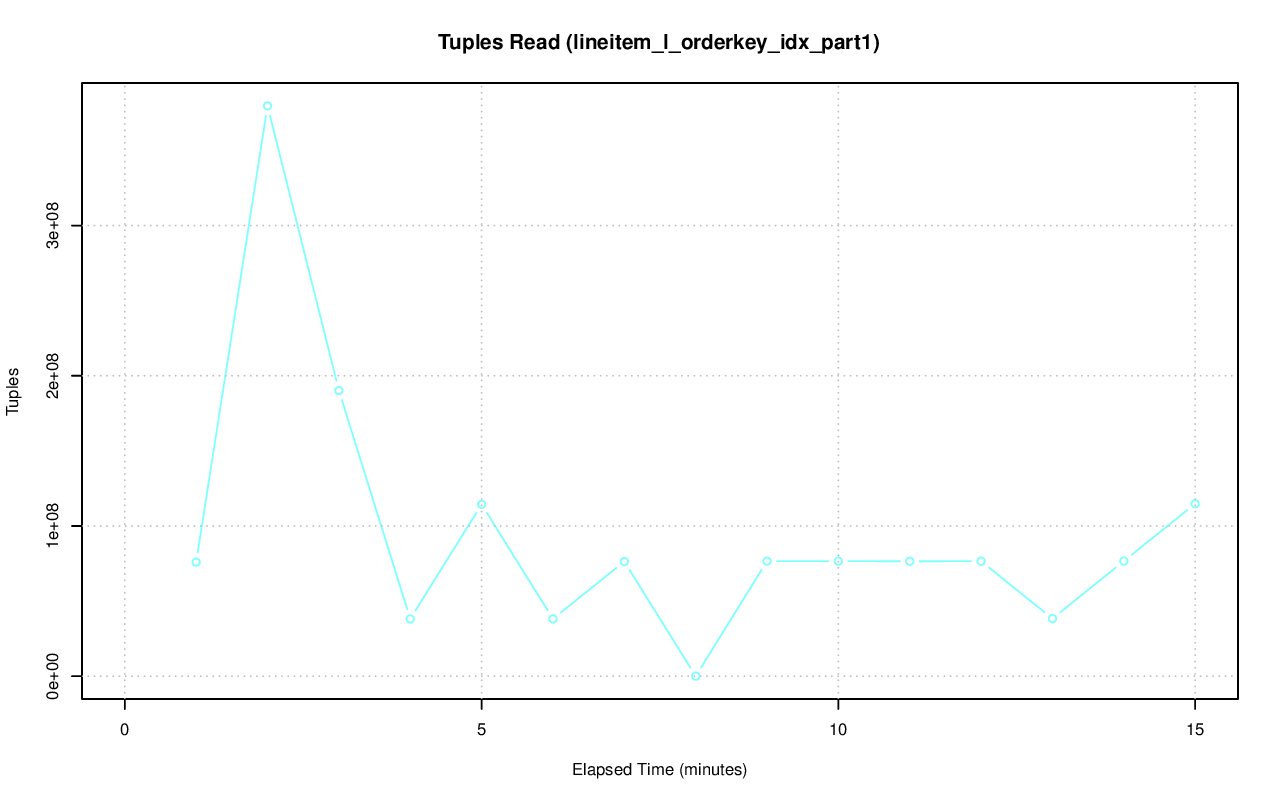 Tuples Read (lineitem_l_orderkey_idx_part1)
Tuples
3e+08
2e+08
1e+08
0e+00
0 5 10 15
Elapsed Time (minutes)